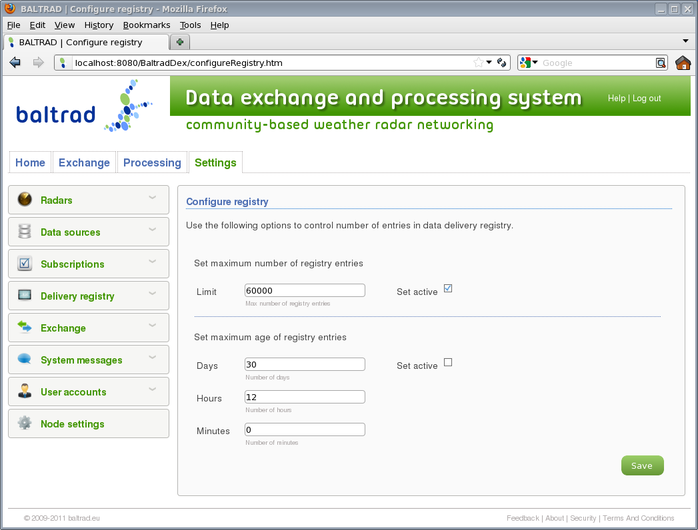 BALTRAD | Configure registry - Mozilla Firefox
File Edit View History Bookmarks Tools Help
BALTRAD | Configure registry
localhost:8080/BaltradDex/configureRegistry.htm
Google
baltrad
Data exchange and processing system
Help | Log out
community-based weather radar networking
Home Exchange Processing Settings
Radars
Data sources
Subscriptions
Delivery registry
Exchange
System messages
User accounts
Node settings
Configure registry
Use the following options to control number of entries in data delivery registry.
Set maximum number of registry entries
Limit 60000 Set active
Max number of registry entries
Set maximum age of registry entries
Days 30 Set active
Number of days
Hours 12
Number of hours
Minutes 0
Number of minutes
Save
© 2009-2011 baltrad.eu
Feedback | About | Security | Terms And Conditions